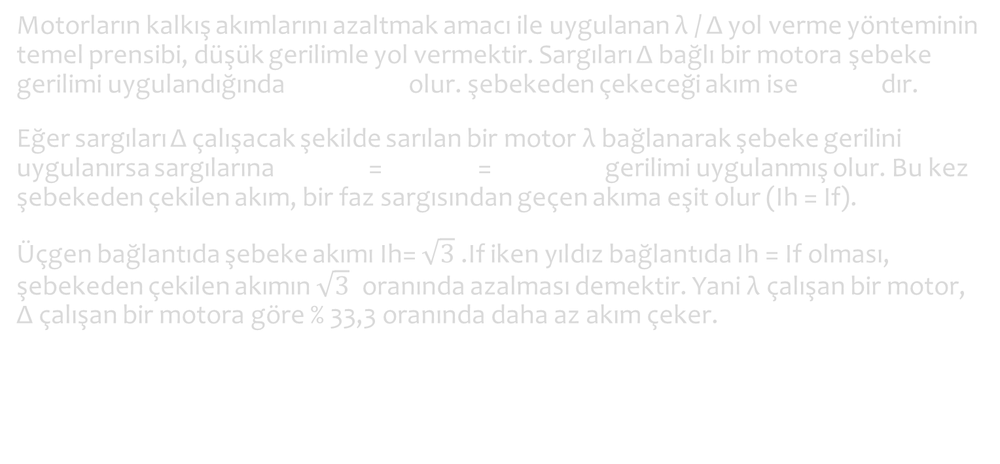 Motorların kalkış akımlarını azaltmak amacı ile uygulanan λ / Δ yol verme yönteminin
temel prensibi, düşük gerilimle yol vermektir. Sargıları Δ bağlı bir motora şebeke
gerilimi uygulandığında olur. şebekeden çekeceği akım ise dır.
Eğer sargıları Δ çalışacak şekilde sarılan bir motor λ bağlanarak şebeke gerilini
uygulanırsa sargılarına = = gerilimi uygulanmış olur. Bu kez
şebekeden çekilen akım, bir faz sargısından geçen akıma eşit olur (Ih = If).
Üçgen bağlantıda şebeke akımı Ih= √3 .If iken yıldız bağlantıda Ih = If olması,
şebekeden çekilen akımın √3 oranında azalması demektir. Yani λ çalışan bir motor,
Δ çalışan bir motora göre % 33,3 oranında daha az akım çeker.